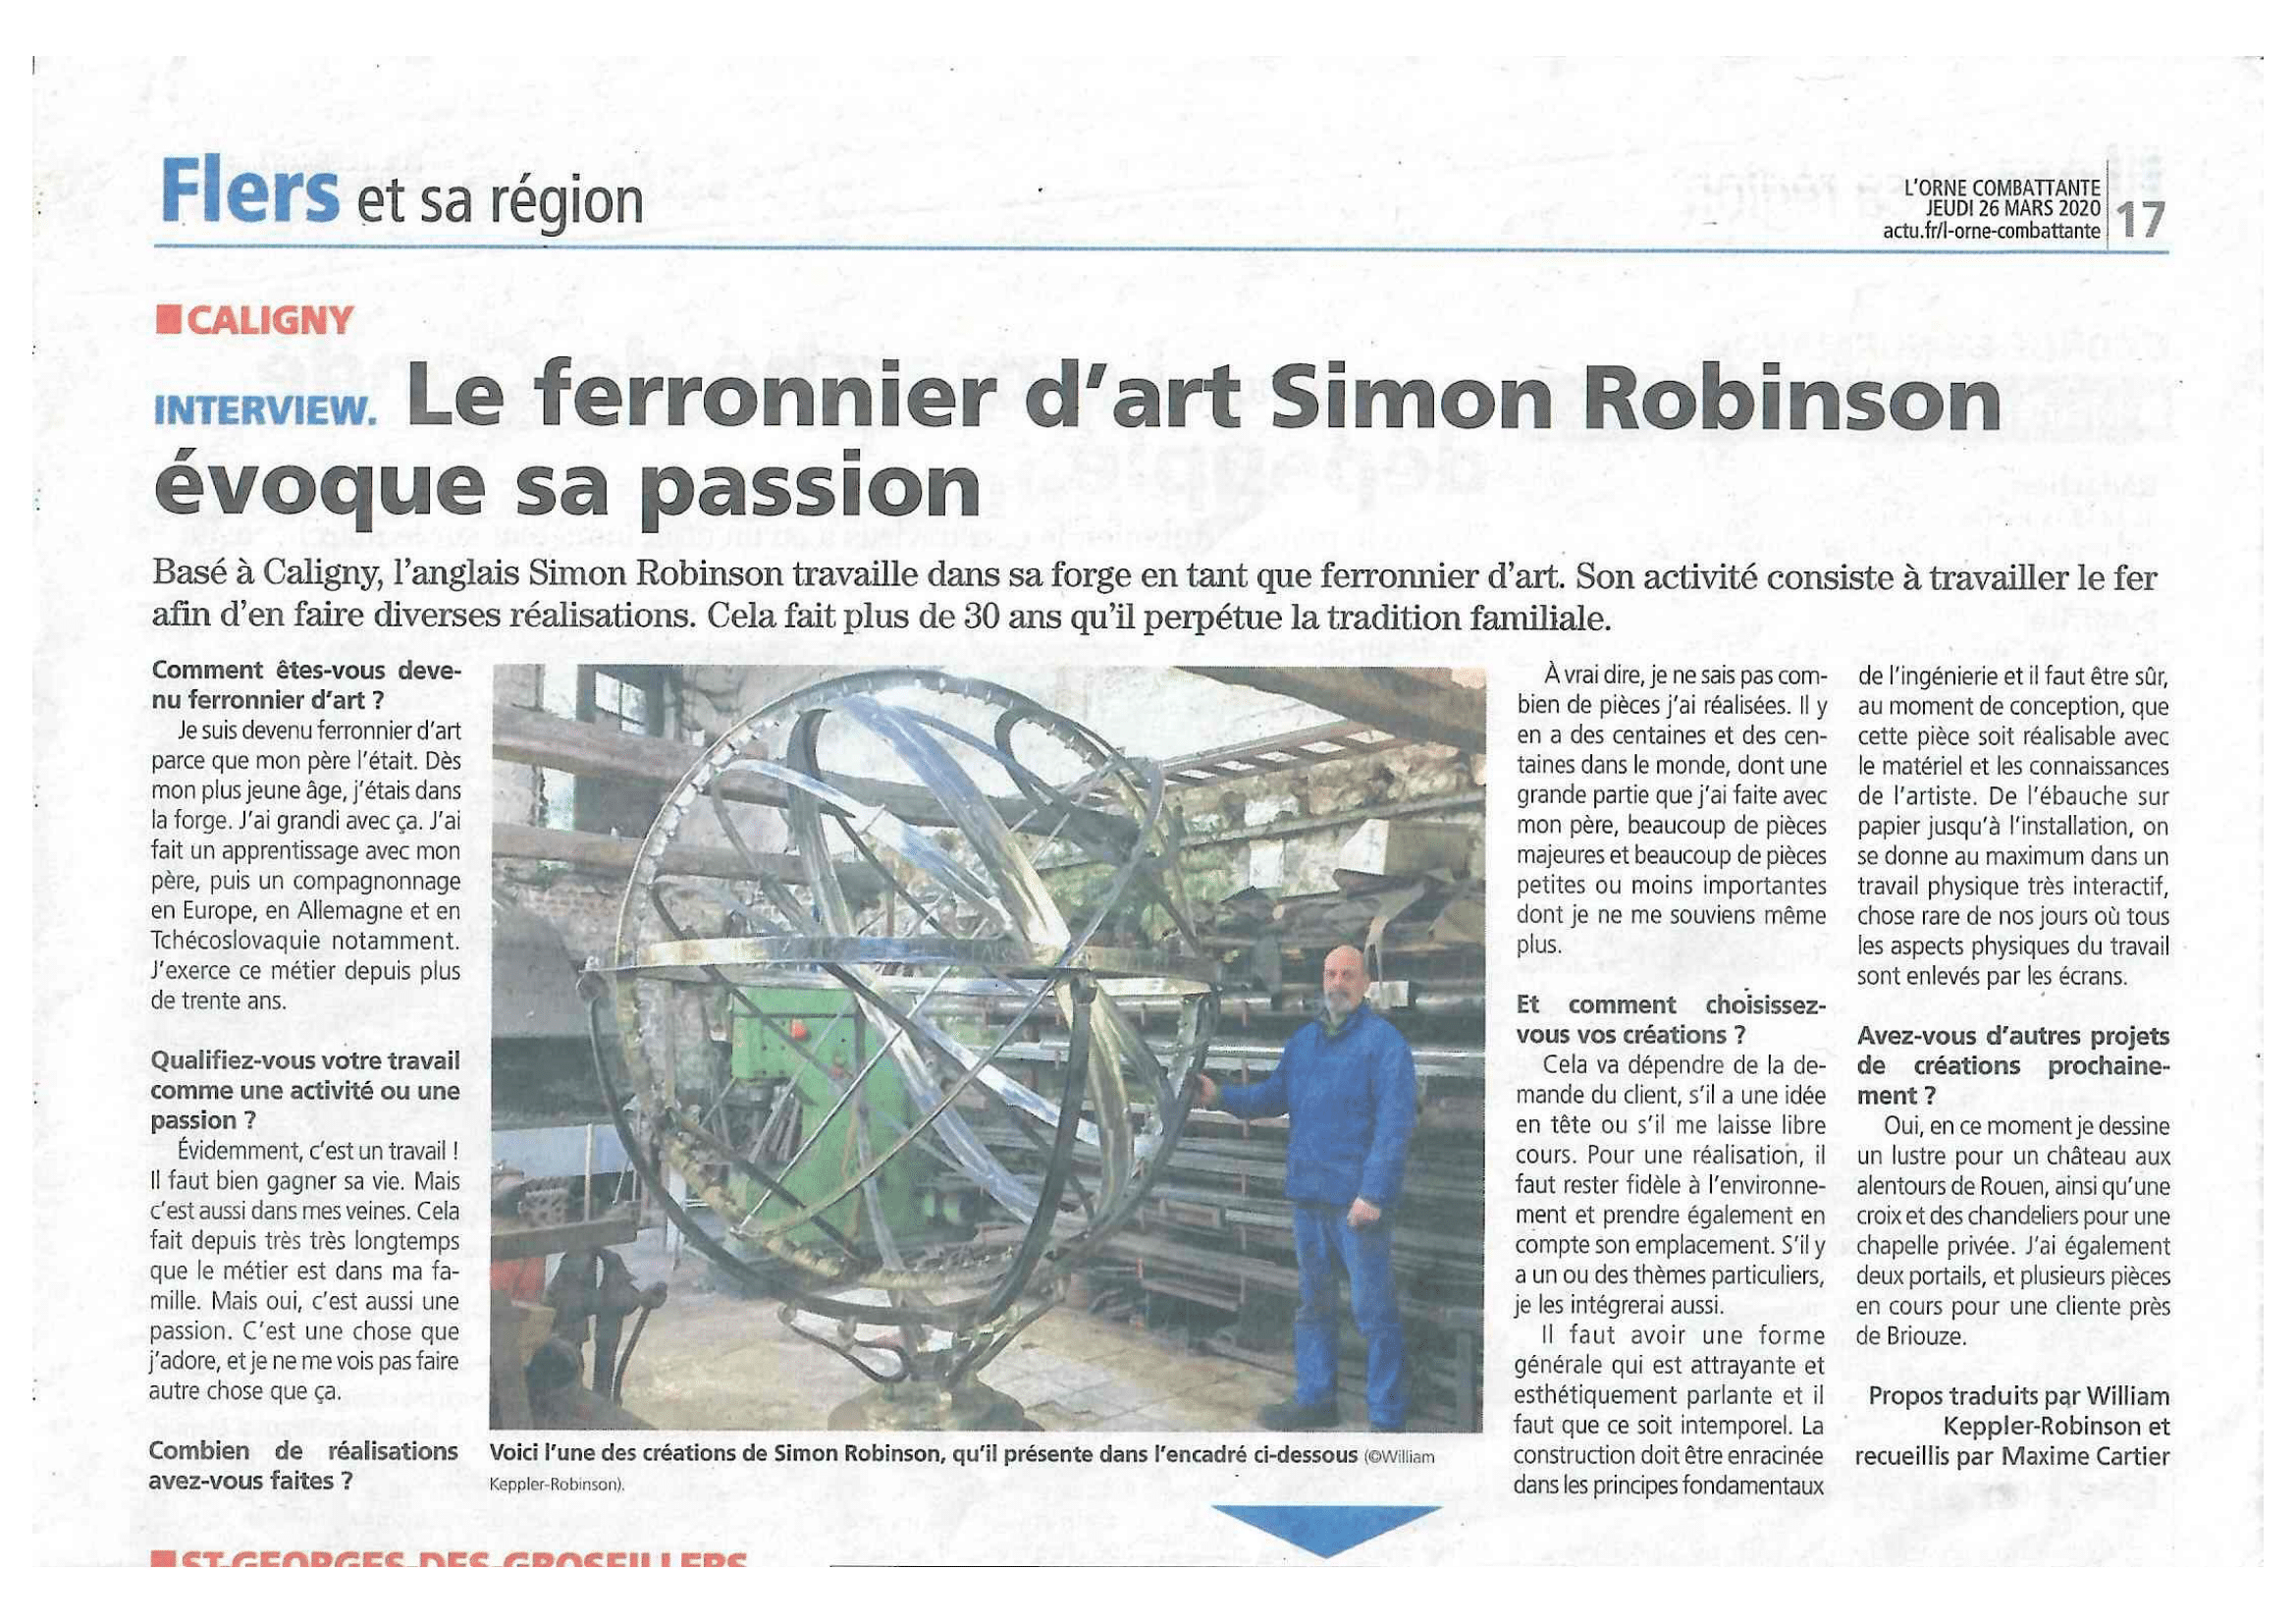 Flers et sa région
L'ORNE COMBATTANTE
JEUDI 26 MARS 2020
actu.fr/l-orne-combattante
17
CALIGNY
INTERVIEW. Le ferronnier d'art Simon Robinson
évoque sa passion
Basé à Caligny, l'anglais Simon Robinson travaille dans sa forge en tant que ferronnier d'art. Son activité consiste à travailler le fer
afin d'en faire diverses réalisations. Cela fait plus de 30 ans qu'il perpétue la tradition familiale.
Comment êtes-vous deve-
nu ferronnier d'art ?
Je suis devenu ferronnier d'art
parce que mon père l'était. Dès
mon plus jeune âge, j'étais dans
la forge. J'ai grandi avec ça. J'ai
fait un apprentissage avec mon
père, puis un compagnonnage
en Europe, en Allemagne et en
Tchécoslovaquie notamment.
J'exerce ce métier depuis plus
de trente ans.
Qualifiez-vous votre travail
comme une activité ou une
passion ?
Évidemment, c'est un travail !
Il faut bien gagner sa vie. Mais
c'est aussi dans mes veines. Cela
fait depuis très très longtemps
que le métier est dans ma fa-
mille. Mais oui, c'est aussi une
passion. C'est une chose que
j'adore, et je ne me vois pas faire
autre chose que ça.
Combien de réalisations
avez-vous faites ?
Voici l'une des créations de Simon Robinson, qu'il présente dans l'encadré ci-dessous (©William
Keppler-Robinson).
À vrai dire, je ne sais pas com-
bien de pièces j'ai réalisées. Il y
en a des centaines et des cen-
taines dans le monde, dont une
grande partie que j'ai faite avec
mon père, beaucoup de pièces
majeures et beaucoup de pièces
petites ou moins importantes
dont je ne me souviens même
plus.
Et comment choisissez-
vous vos créations ?
Cela va dépendre de la de-
mande du client, s'il a une idée
en tête ou s'il me laisse libre
cours. Pour une réalisation, il
faut rester fidèle à l'environne-
ment et prendre également en
compte son emplacement. S'il y
a un ou des thèmes particuliers,
je les intégrerai aussi.
Il faut avoir une forme
générale qui est attrayante et
esthétiquement parlante et il
faut que ce soit intemporel. La
construction doit être enracinée
dans les principes fondamentaux
de l'ingénierie et il faut être sûr,
au moment de conception, que
cette pièce soit réalisable avec
le matériel et les connaissances
de l'artiste. De l'ébauche sur
papier jusqu'à l'installation, on
se donne au maximum dans un
travail physique très interactif,
chose rare de nos jours où tous
les aspects physiques du travail
sont enlevés par les écrans.
Avez-vous d'autres projets
de créations prochaine-
ment ?
Oui, en ce moment je dessine
un lustre pour un château aux
alentours de Rouen, ainsi qu'une
croix et des chandeliers pour une
chapelle privée. J'ai également
deux portails, et plusieurs pièces
en cours pour une cliente près
de Briouze.
Propos traduits par William
Keppler-Robinson et
recueillis par Maxime Cartier
ST-GEORGES-DES-GROSEILLERS